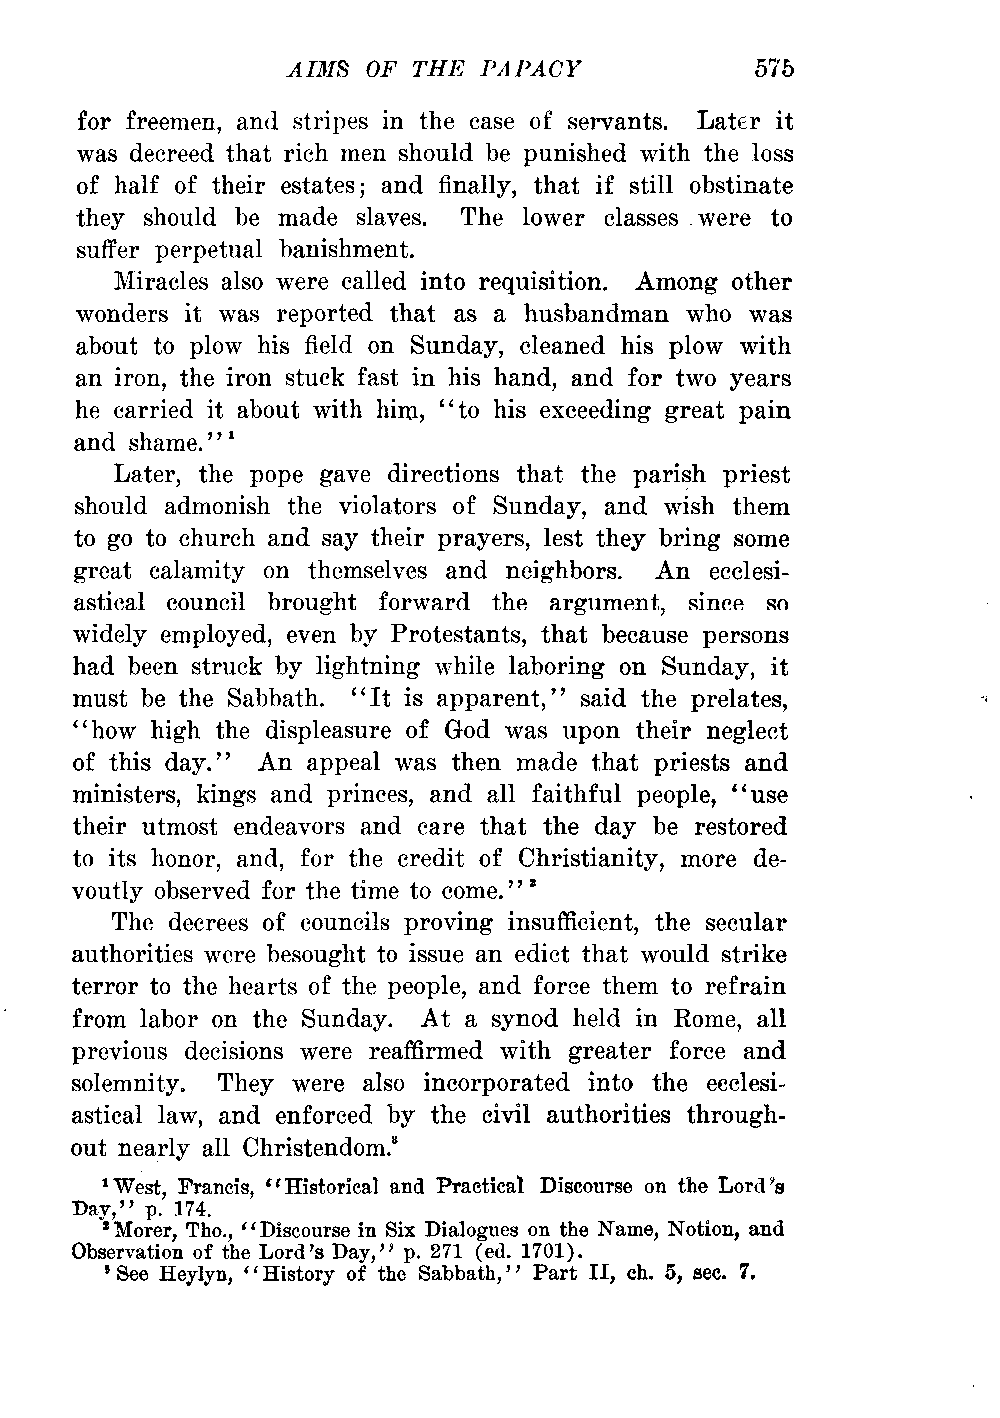 AIMS OF THE PAPACY 575
for freemen, and stripes in the case of servants. Later it
was decreed that rich men should be punished with the loss
of half of their estates; and finally, that if still obstinate
they should be made slaves. The lower classes were to
suffer perpetual banishment.
Miracles also were called into requisition. Among other
wonders it was reported that as a husbandman who was
about to plow his field on Sunday, cleaned his plow with
an iron, the iron stuck fast in his hand, and for two years
he carried it about with him, “to his exceeding great pain
and shame.”¹
Later, the pope gave directions that the parish priest
should admonish the violators of Sunday, and wish them
to go to church and say their prayers, lest they bring some
great calamity on themselves and neighbors. An ecclesi-
astical council brought forward the argument, since so
widely employed, even by Protestants, that because persons
had been struck by lightning while laboring on Sunday, it
must be the Sabbath. “It is apparent,” said the prelates,
“how high the displeasure of God was upon their neglect
of this day.” An appeal was then made that priests and
ministers, kings and princes, and all faithful people, “use
their utmost endeavors and care that the day be restored
to its honor, and, for the credit of Christianity, more de-
voutly observed for the time to come.”²
The decrees of councils proving insufficient, the secular
authorities were besought to issue an edict that would strike
terror to the hearts of the people, and force them to refrain
from labor on the Sunday. At a synod held in Rome, all
previous decisions were reaffirmed with greater force and
solemnity. They were also incorporated into the ecclesi-
astical law, and enforced by the civil authorities through-
out nearly all Christendom.³
¹West, Francis, “Historical and Practical Discourse on the Lord’s
Day,” p. 174.
²Morer, Tho., “Discourse in Six Dialogues on the Name, Notion, and
Observation of the Lord’s Day,” p. 271 (ed. 1701).
³See Heylyn, “History of the Sabbath,” Part II, ch. 5, sec. 7.